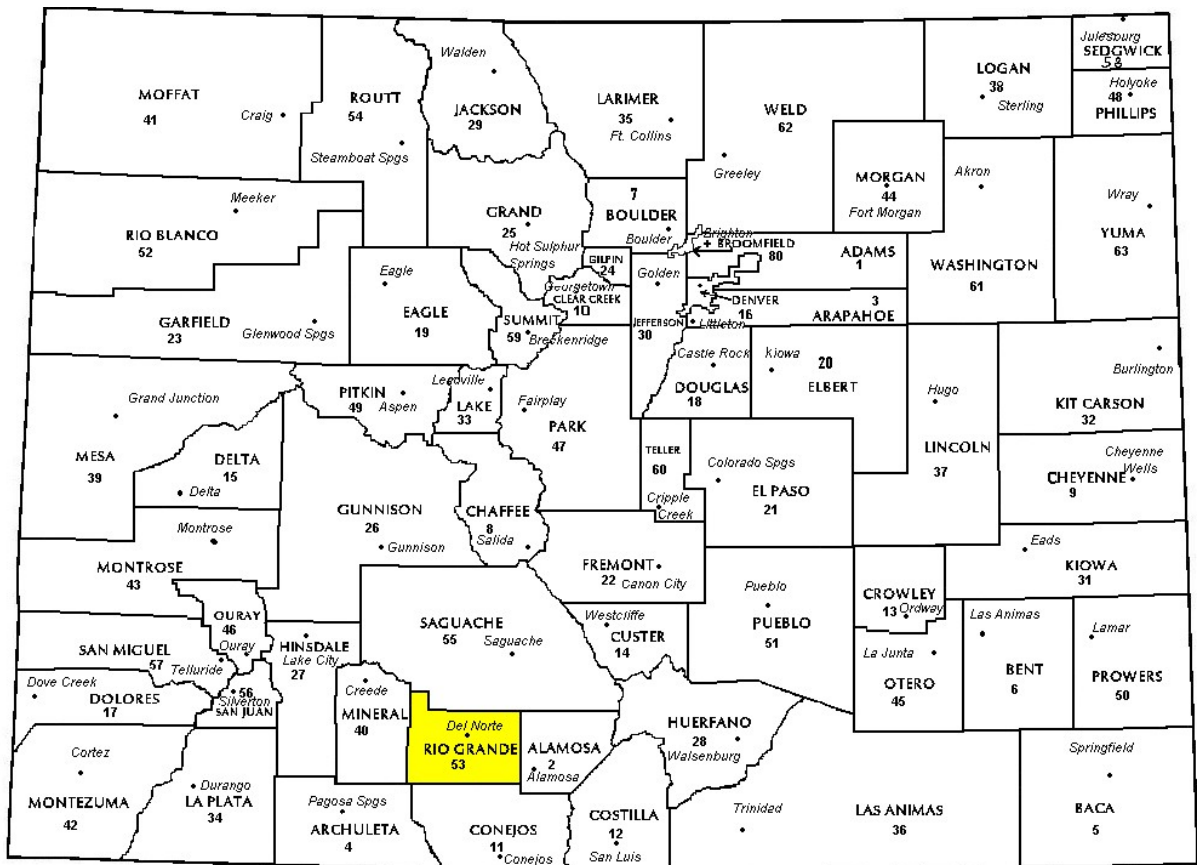 Walden
Julesburg
SEDGWICK
58
LOGAN
38
Sterling
Holyoke
48
PHILLIPS
MOFFAT
41
Craig
ROUTT
54
Steamboat Spgs
JACKSON
29
LARIMER
35
Ft. Collins
WELD
62
Greeley
MORGAN
44
Fort Morgan
Akron
WASHINGTON
61
Wray
YUMA
63
Meeker
RIO BLANCO
52
GRAND
25
Hot Sulphur
Springs
7
BOULDER
Boulder
Brighton
+ BROOMFIELD
80
ADAMS
1
GILPIN
24
Golden
Georgetown
CLEAR CREEK
10
JEFFERSON
30
DENVER
16
Littleton
3
ARAPAHOE
Eagle
EAGLE
19
SUMMIT
59
Breckenridge
GARFIELD
23
Glenwood Spgs
Castle Rock
DOUGLAS
18
kiowa
20
ELBERT
Hugo
LINCOLN
37
Burlington
KIT CARSON
32
Grand Junction
MESA
39
PITKIN
49
Aspen
Leadville
LAKE
33
Fairplay
PARK
47
TELLER
60
Cripple
Creek
Colorado Spgs
EL PASO
21
Cheyenne
Wells
CHEYENNE
9
DELTA
15
Delta
GUNNISON
26
Gunnison
CHAFFEE
8
Salida
Montrose
MONTROSE
43
FREMONT
22
Canon City
Pueblo
PUEBLO
51
CROWLEY
13
Ordway
Eads
KIOWA
31
OURAY
46
Ouray
SAN MIGUEL
57
Telluride
HINSDALE
Lake City
27
SAGUACHE
55
Saguache
Westcliffe
CUSTER
14
La Junta
OTERO
45
Las Animas
BENT
6
Lamar
PROWERS
50
Dove Creek
DOLORES
17
56
Silverton
SAN JUAN
Creede
MINERAL
40
Del Norte
RIO GRANDE
53
ALAMOSA
2
Alamosa
HUERFANO
28
Walsenburg
Cortez
MONTEZUMA
42
Durango
LA PLATA
34
Pagosa Spgs
ARCHULETA
4
CONEJOS
11
Conejos
COSTILLA
12
San Luis
Trinidad
LAS ANIMAS
36
Springfield
BACA
5